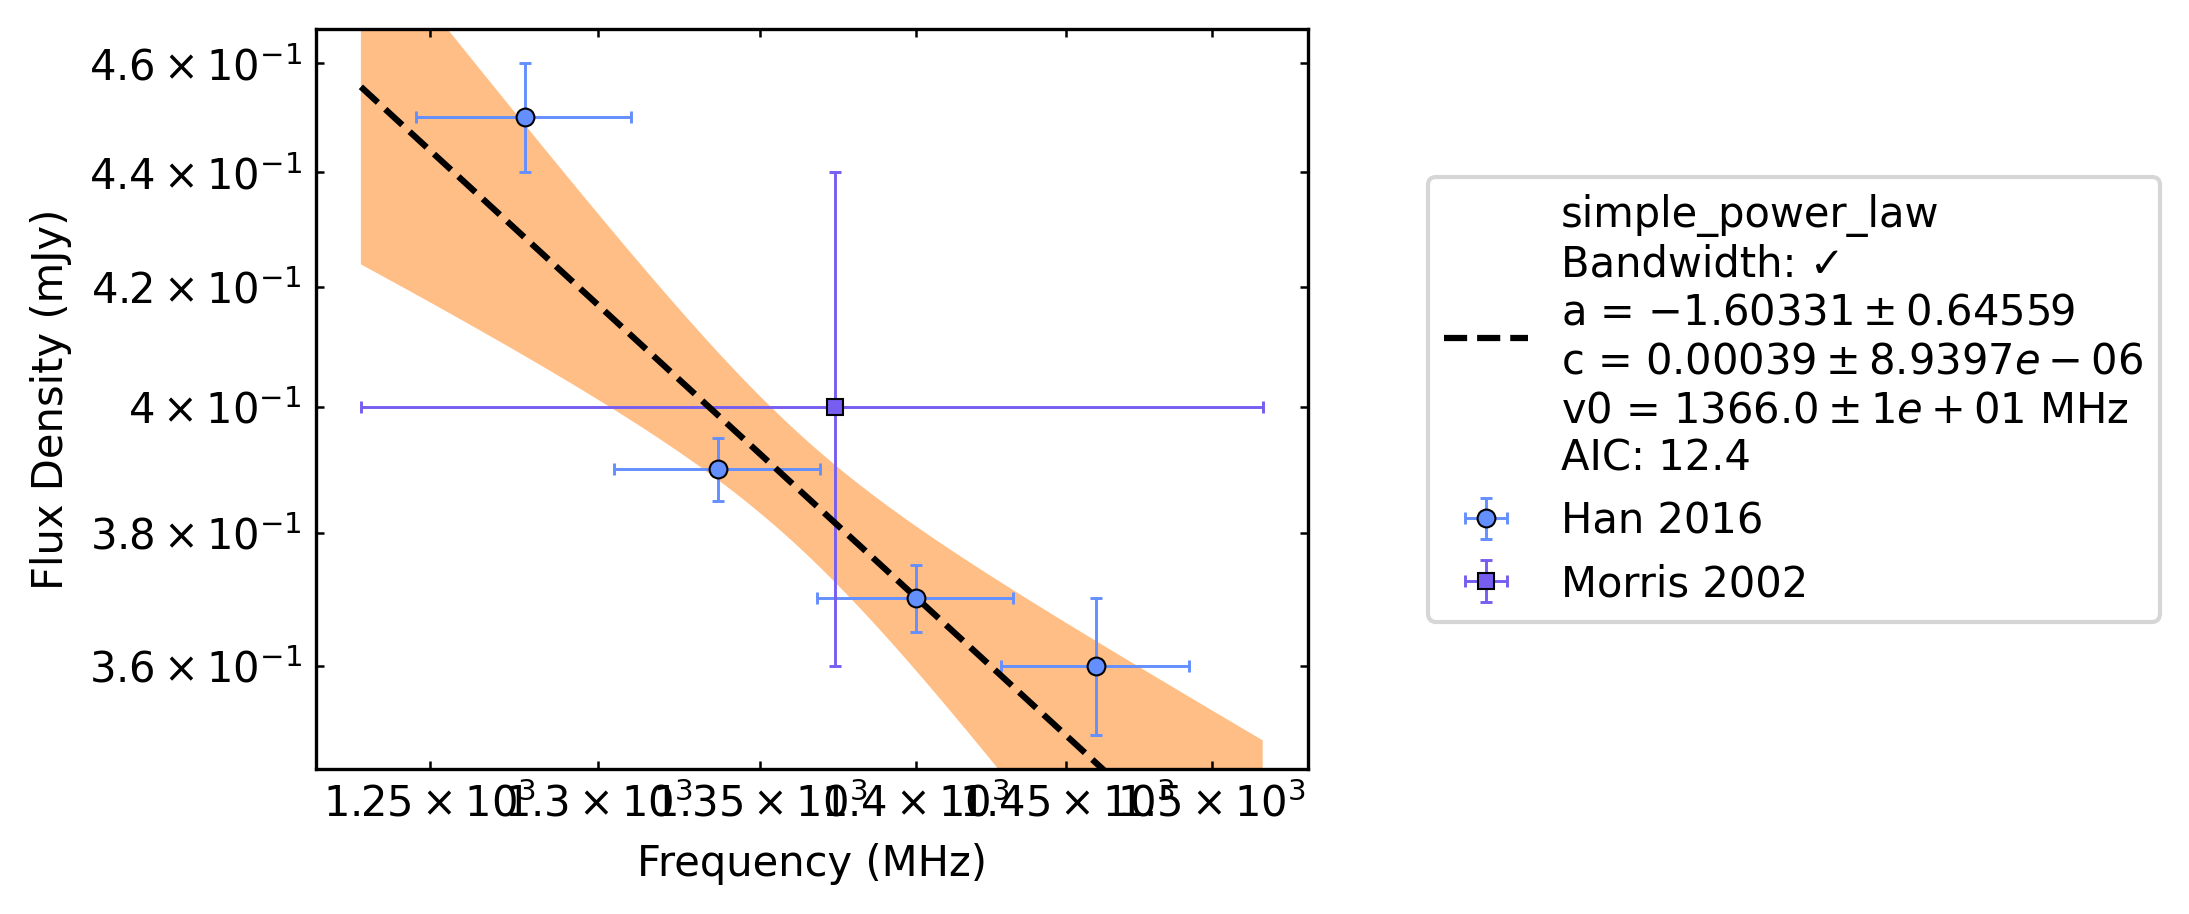 4.6 × 10⁻¹
4.4 × 10⁻¹
4.2 × 10⁻¹
4 × 10⁻¹
3.8 × 10⁻¹
3.6 × 10⁻¹
Flux Density (mJy)
1.25 × 10³ 1.3 × 10³ 1.35 × 10³ 1.4 × 10³ 1.45 × 10³ 1.5 × 10³
Frequency (MHz)
simple_power_law
Bandwidth: ✓
a = −1.60331 ± 0.64559
c = 0.00039 ± 8.9397e − 06
v0 = 1366.0 ± 1e + 01 MHz
AIC: 12.4
Han 2016
Morris 2002